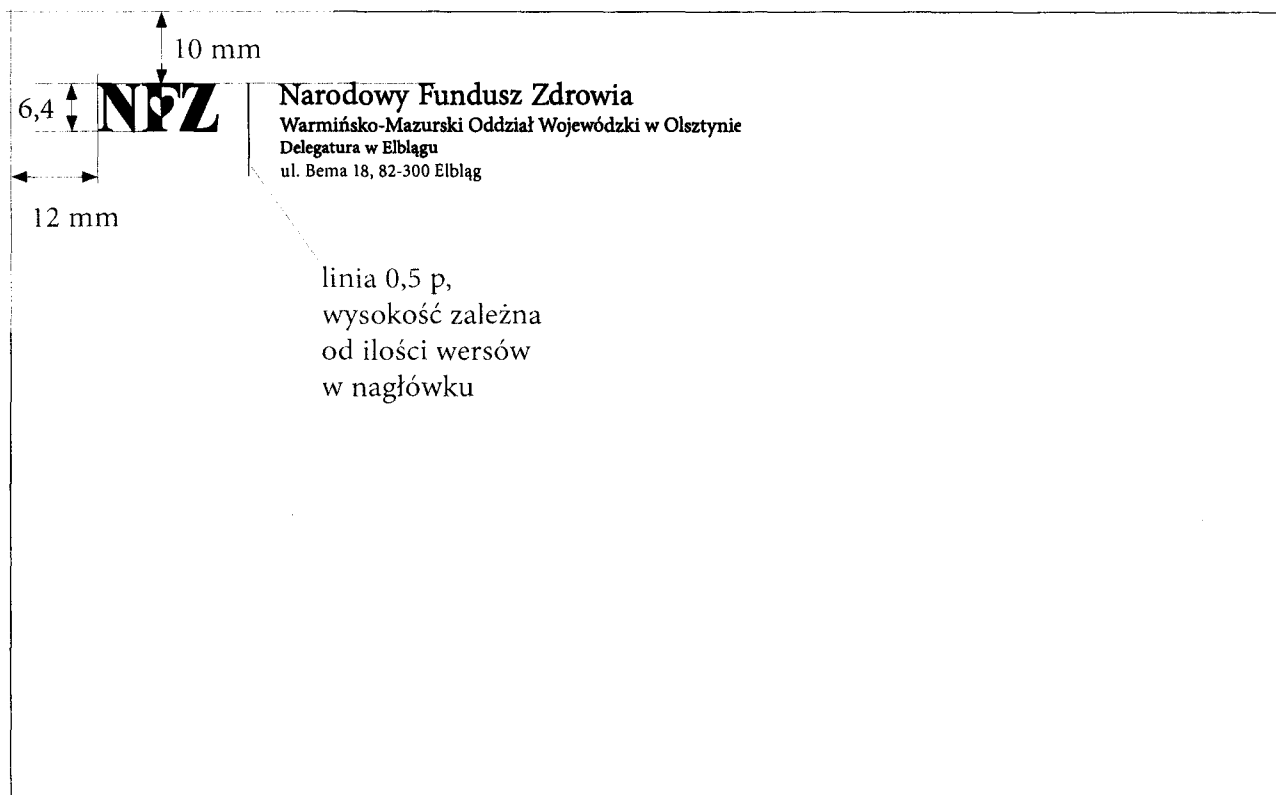 10 mm
6,4
NFZ
Narodowy Fundusz Zdrowia
Warmińsko-Mazurski Oddział Wojewódzki w Olsztynie
Delegatura w Elblągu
ul. Bema 18, 82-300 Elbląg
12 mm
linia 0,5 p,
wysokość zależna
od ilości wersów
w nagłówku